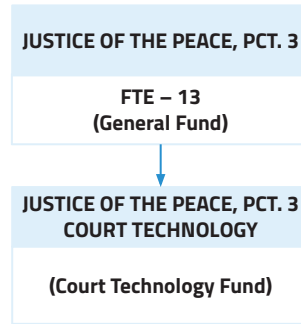 JUSTICE OF THE PEACE, PCT. 3
FTE – 13
(General Fund)
JUSTICE OF THE PEACE, PCT. 3
COURT TECHNOLOGY
(Court Technology Fund)